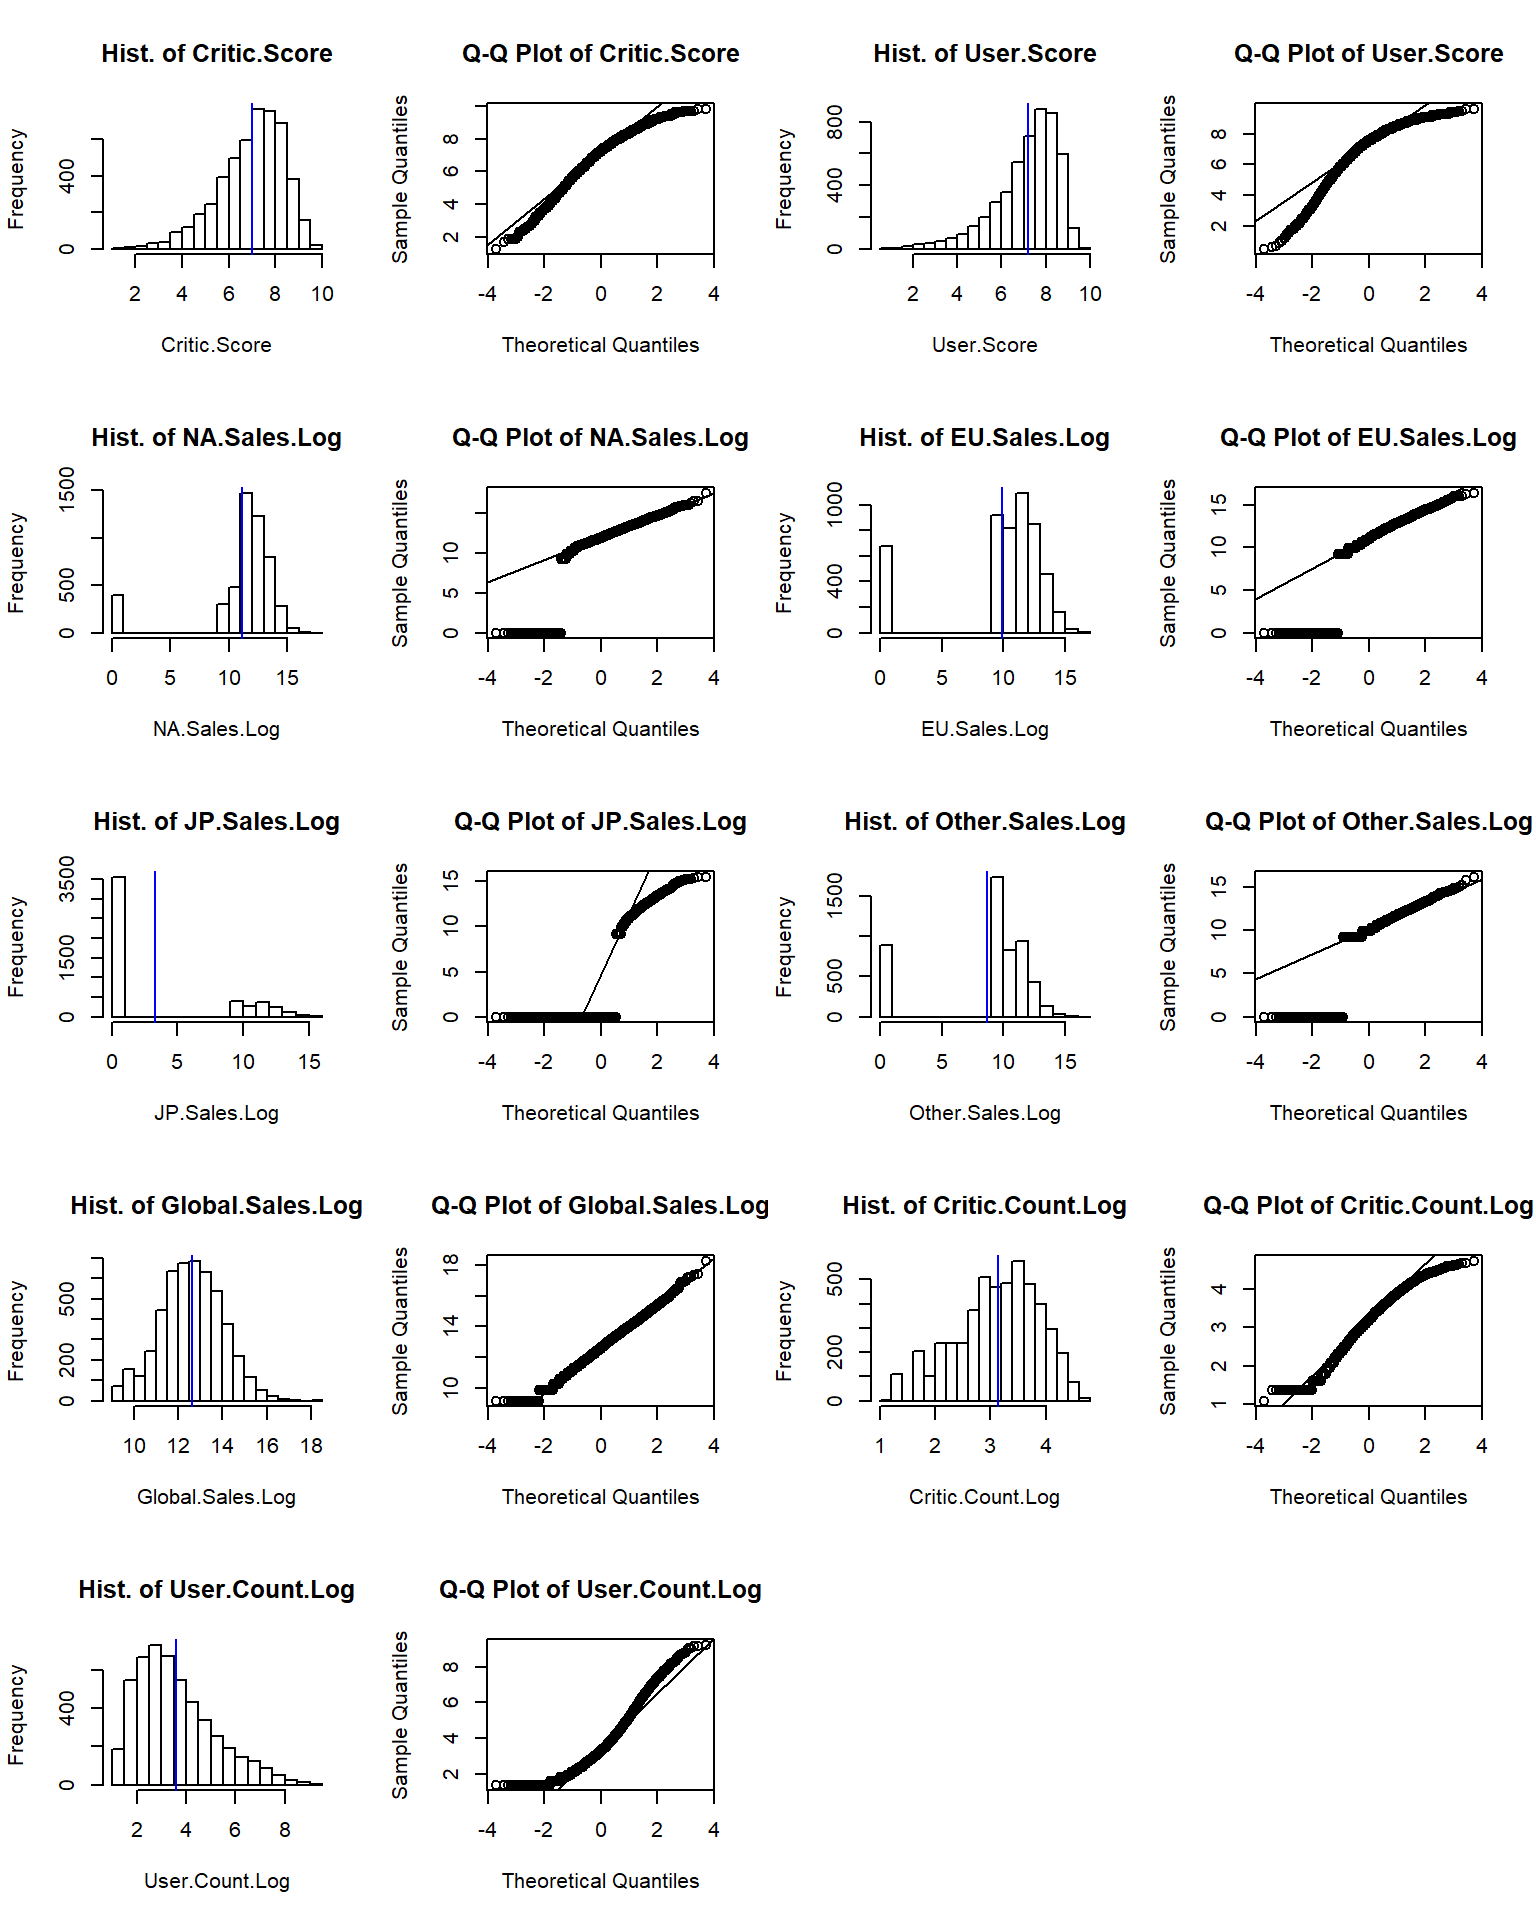 Hist. of Critic.Score
Frequency
0 400
2 4 6 8 10
Critic.Score
Q-Q Plot of Critic.Score
Sample Quantiles
2 4 6 8
-4 -2 0 2 4
Theoretical Quantiles
Hist. of User.Score
Frequency
0 400 800
2 4 6 8 10
User.Score
Q-Q Plot of User.Score
Sample Quantiles
2 4 6 8
-4 -2 0 2 4
Theoretical Quantiles
Hist. of NA.Sales.Log
Frequency
0 500 1500
0 5 10 15
NA.Sales.Log
Q-Q Plot of NA.Sales.Log
Sample Quantiles
0 5 10
-4 -2 0 2 4
Theoretical Quantiles
Hist. of EU.Sales.Log
Frequency
0 400 1000
0 5 10 15
EU.Sales.Log
Q-Q Plot of EU.Sales.Log
Sample Quantiles
0 5 10 15
-4 -2 0 2 4
Theoretical Quantiles
Hist. of JP.Sales.Log
Frequency
0 1500 3500
0 5 10 15
JP.Sales.Log
Q-Q Plot of JP.Sales.Log
Sample Quantiles
0 5 10 15
-4 -2 0 2 4
Theoretical Quantiles
Hist. of Other.Sales.Log
Frequency
0 500 1500
0 5 10 15
Other.Sales.Log
Q-Q Plot of Other.Sales.Log
Sample Quantiles
0 5 10 15
-4 -2 0 2 4
Theoretical Quantiles
Hist. of Global.Sales.Log
Frequency
0 200 500
10 12 14 16 18
Global.Sales.Log
Q-Q Plot of Global.Sales.Log
Sample Quantiles
10 14 18
-4 -2 0 2 4
Theoretical Quantiles
Hist. of Critic.Count.Log
Frequency
0 200 500
1 2 3 4
Critic.Count.Log
Q-Q Plot of Critic.Count.Log
Sample Quantiles
1 2 3 4
-4 -2 0 2 4
Theoretical Quantiles
Hist. of User.Count.Log
Frequency
0 400
2 4 6 8
User.Count.Log
Q-Q Plot of User.Count.Log
Sample Quantiles
2 4 6 8
-4 -2 0 2 4
Theoretical Quantiles